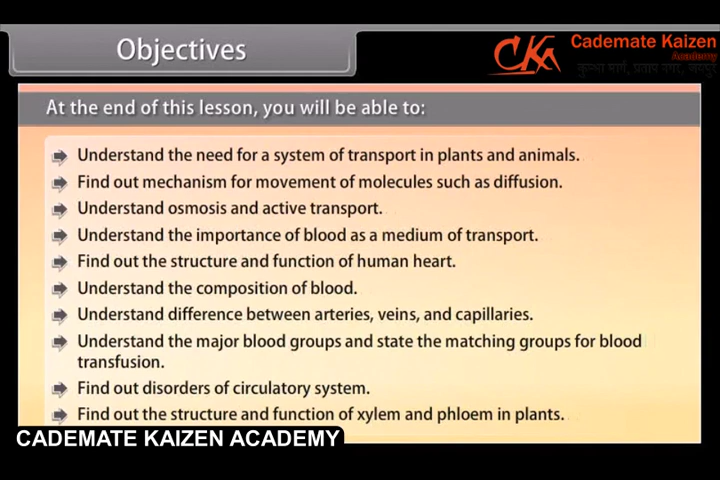 Objectives
Cademate Kaizen
Academy
At the end of this lesson, you will be able to:
Understand the need for a system of transport in plants and animals.
Find out mechanism for movement of molecules such as diffusion.
Understand osmosis and active transport.
Understand the importance of blood as a medium of transport.
Find out the structure and function of human heart.
Understand the composition of blood.
Understand difference between arteries, veins, and capillaries.
Understand the major blood groups and state the matching groups for blood
transfusion.
Find out disorders of circulatory system.
Find out the structure and function of xylem and phloem in plants.
CADEMATE KAIZEN ACADEMY